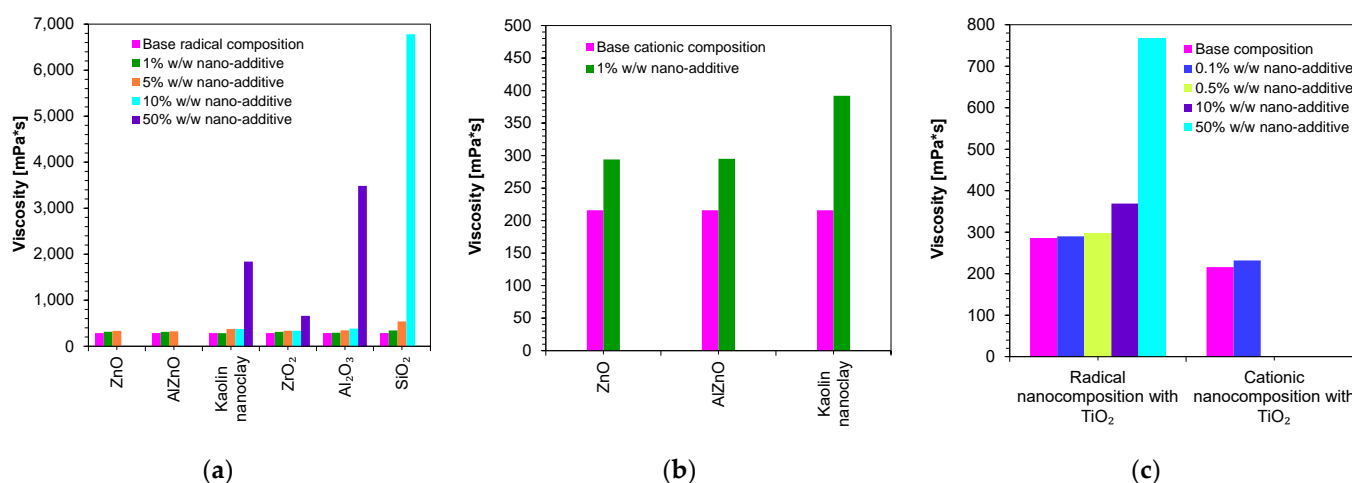 7,000
6,000
5,000
4,000
3,000
2,000
1,000
0
Viscosity [mPa*s]
Base radical composition
1% w/w nano-additive
5% w/w nano-additive
10% w/w nano-additive
50% w/w nano-additive
ZnO
AlZnO
Kaolin
nanoclay
ZrO₂
Al₂O₃
SiO₂
(a)
500
450
400
350
300
250
200
150
100
50
0
Viscosity [mPa*s]
Base cationic composition
1% w/w nano-additive
ZnO
AlZnO
Kaolin
nanoclay
(b)
800
700
600
500
400
300
200
100
0
Viscosity [mPa*s]
Base composition
0.1% w/w nano-additive
0.5% w/w nano-additive
10% w/w nano-additive
50% w/w nano-additive
Radical
nanocomposition with
TiO₂
Cationic
nanocomposition with
TiO₂
(c)